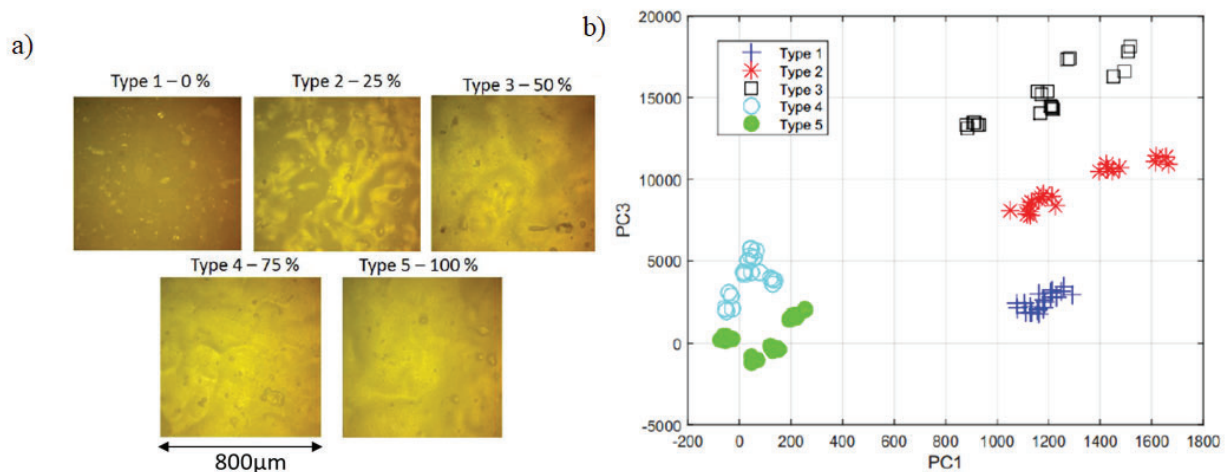 a)
Type 1 – 0 %
Type 2 – 25%
Type 3 – 50%
Type 4 – 75 %
Type 5 – 100 %
800µm
b)
20000
15000
10000
5000
0
-5000
PC3
Type 1
Type 2
Type 3
Type 4
Type 5
-200 0 200 400 600 800 1000 1200 1400 1600 1800
PC1